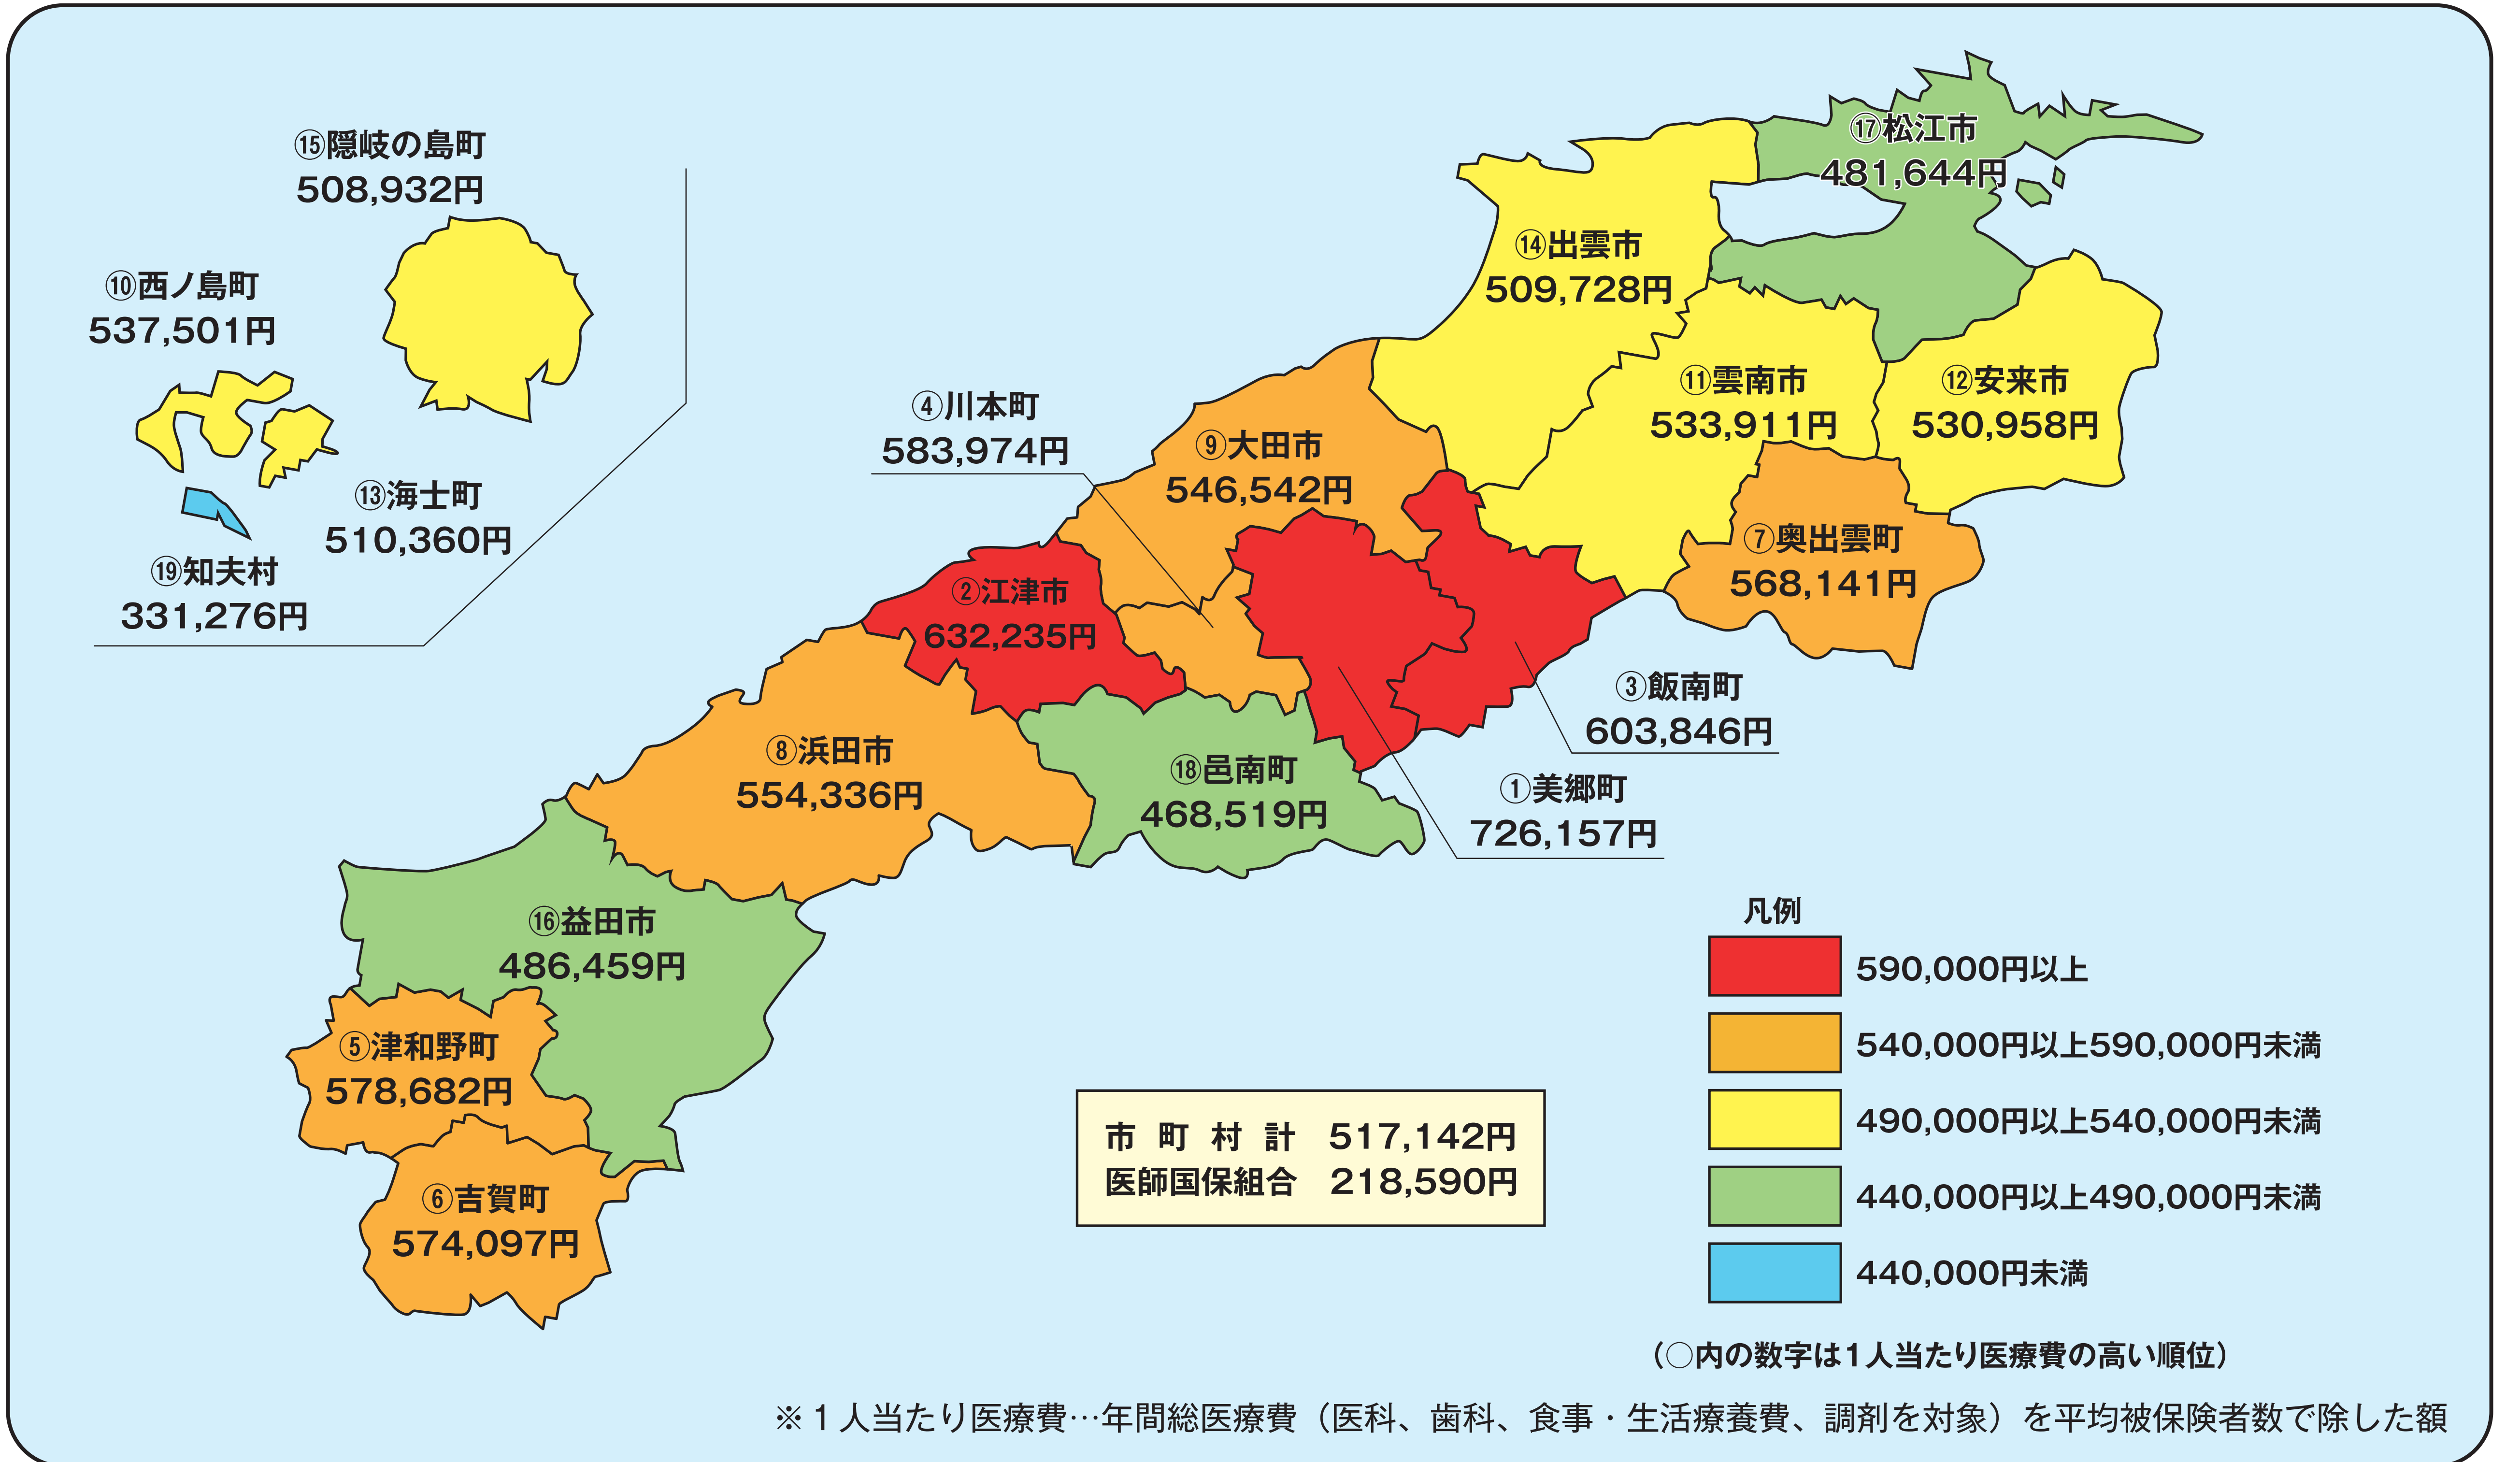 ⑮隠岐の島町
508,932円
⑩西ノ島町
537,501円
⑬海士町
510,360円
⑲知夫村
331,276円
⑰松江市
481,644円
⑭出雲市
509,728円
⑪雲南市
533,911円
⑫安来市
530,958円
④川本町
583,974円
⑨大田市
546,542円
⑦奥出雲町
568,141円
②江津市
632,235円
③飯南町
603,846円
⑧浜田市
554,336円
⑱邑南町
468,519円
①美郷町
726,157円
⑯益田市
486,459円
⑤津和野町
578,682円
⑥吉賀町
574,097円
市町村計 517,142円
医師国保組合 218,590円
凡例
590,000円以上
540,000円以上590,000円未満
490,000円以上540,000円未満
440,000円以上490,000円未満
440,000円未満
（○内の数字は1人当たり医療費の高い順位）
※1人当たり医療費…年間総医療費（医科、歯科、食事・生活療養費、調剤を対象）を平均被保険者数で除した額